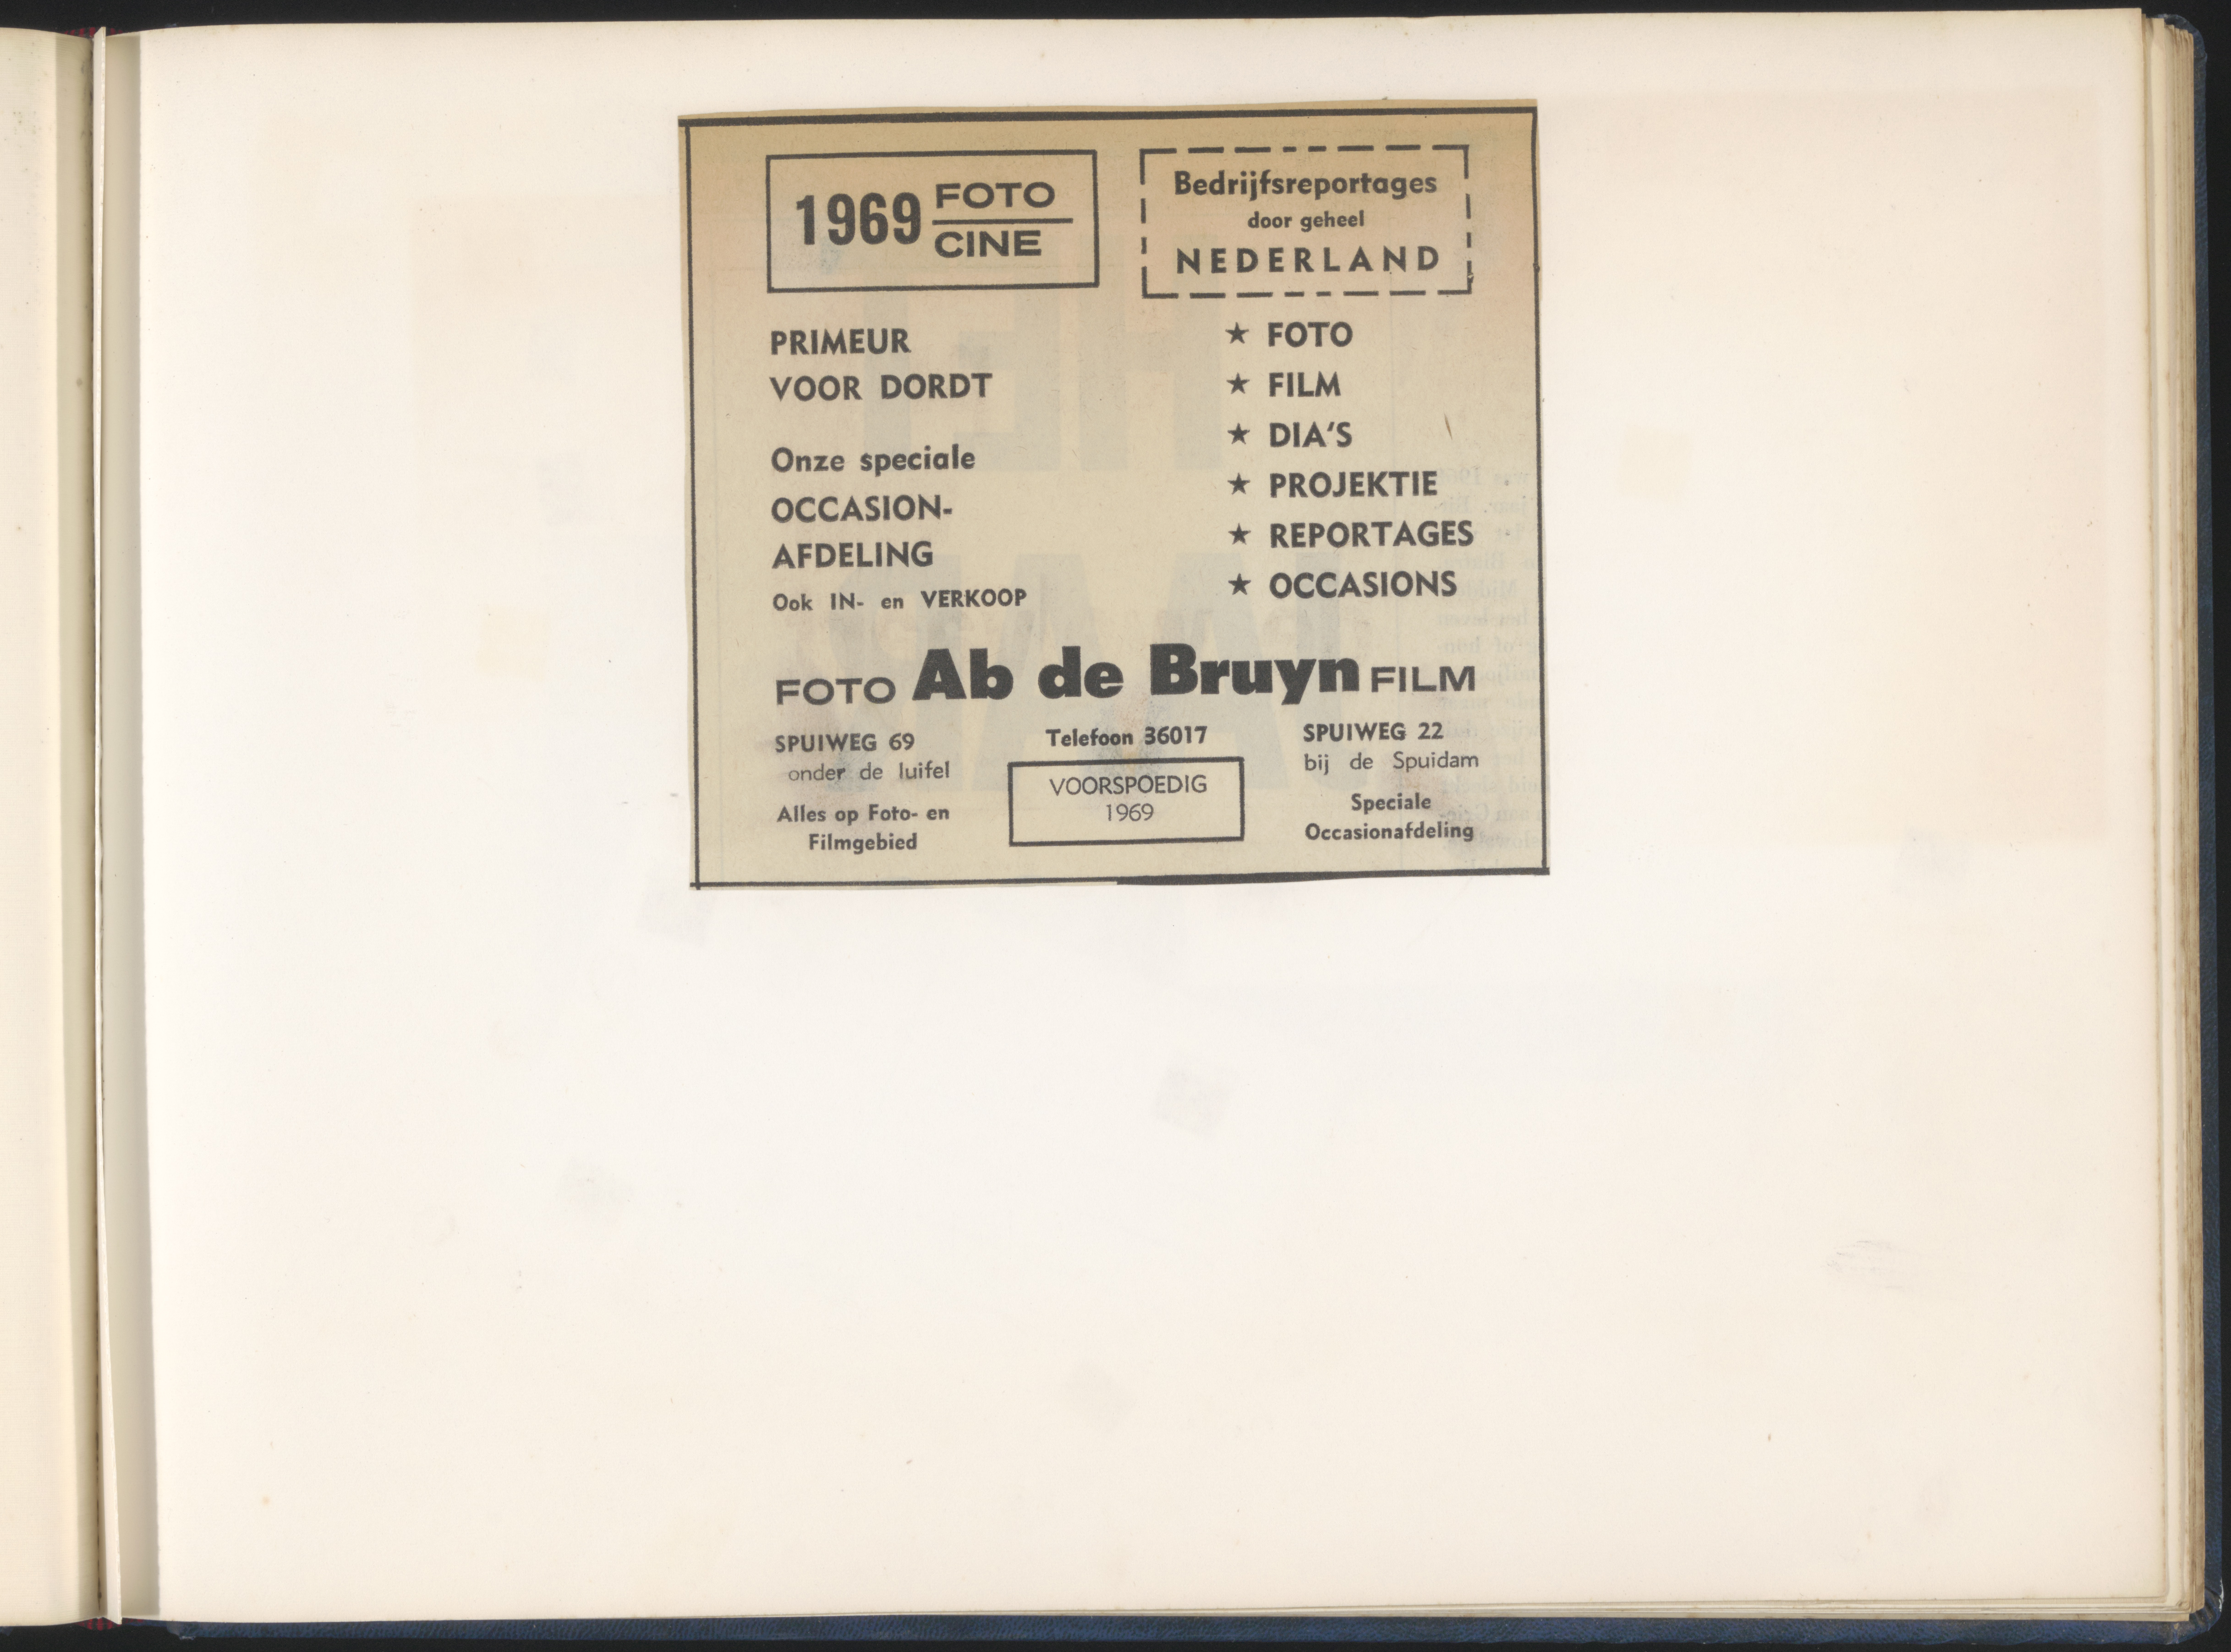 1969 FOTO
CINE
Bedrijfsreportages
door geheel
NEDERLAND
PRIMEUR
VOOR DORDT
Onze speciale
OCCASION-
AFDELING
Ook IN- en VERKOOP
★ FOTO
★ FILM
★ DIA'S
★ PROJEKTIE
★ REPORTAGES
★ OCCASIONS
FOTO Ab de Bruyn FILM
SPUIWEG 69
onder de luifel
Alles op Foto- en
Filmgebied
Telefoon 36017
VOORSPOEDIG
1969
SPUIWEG 22
bij de Spuidam
Speciale
Occasionafdeling